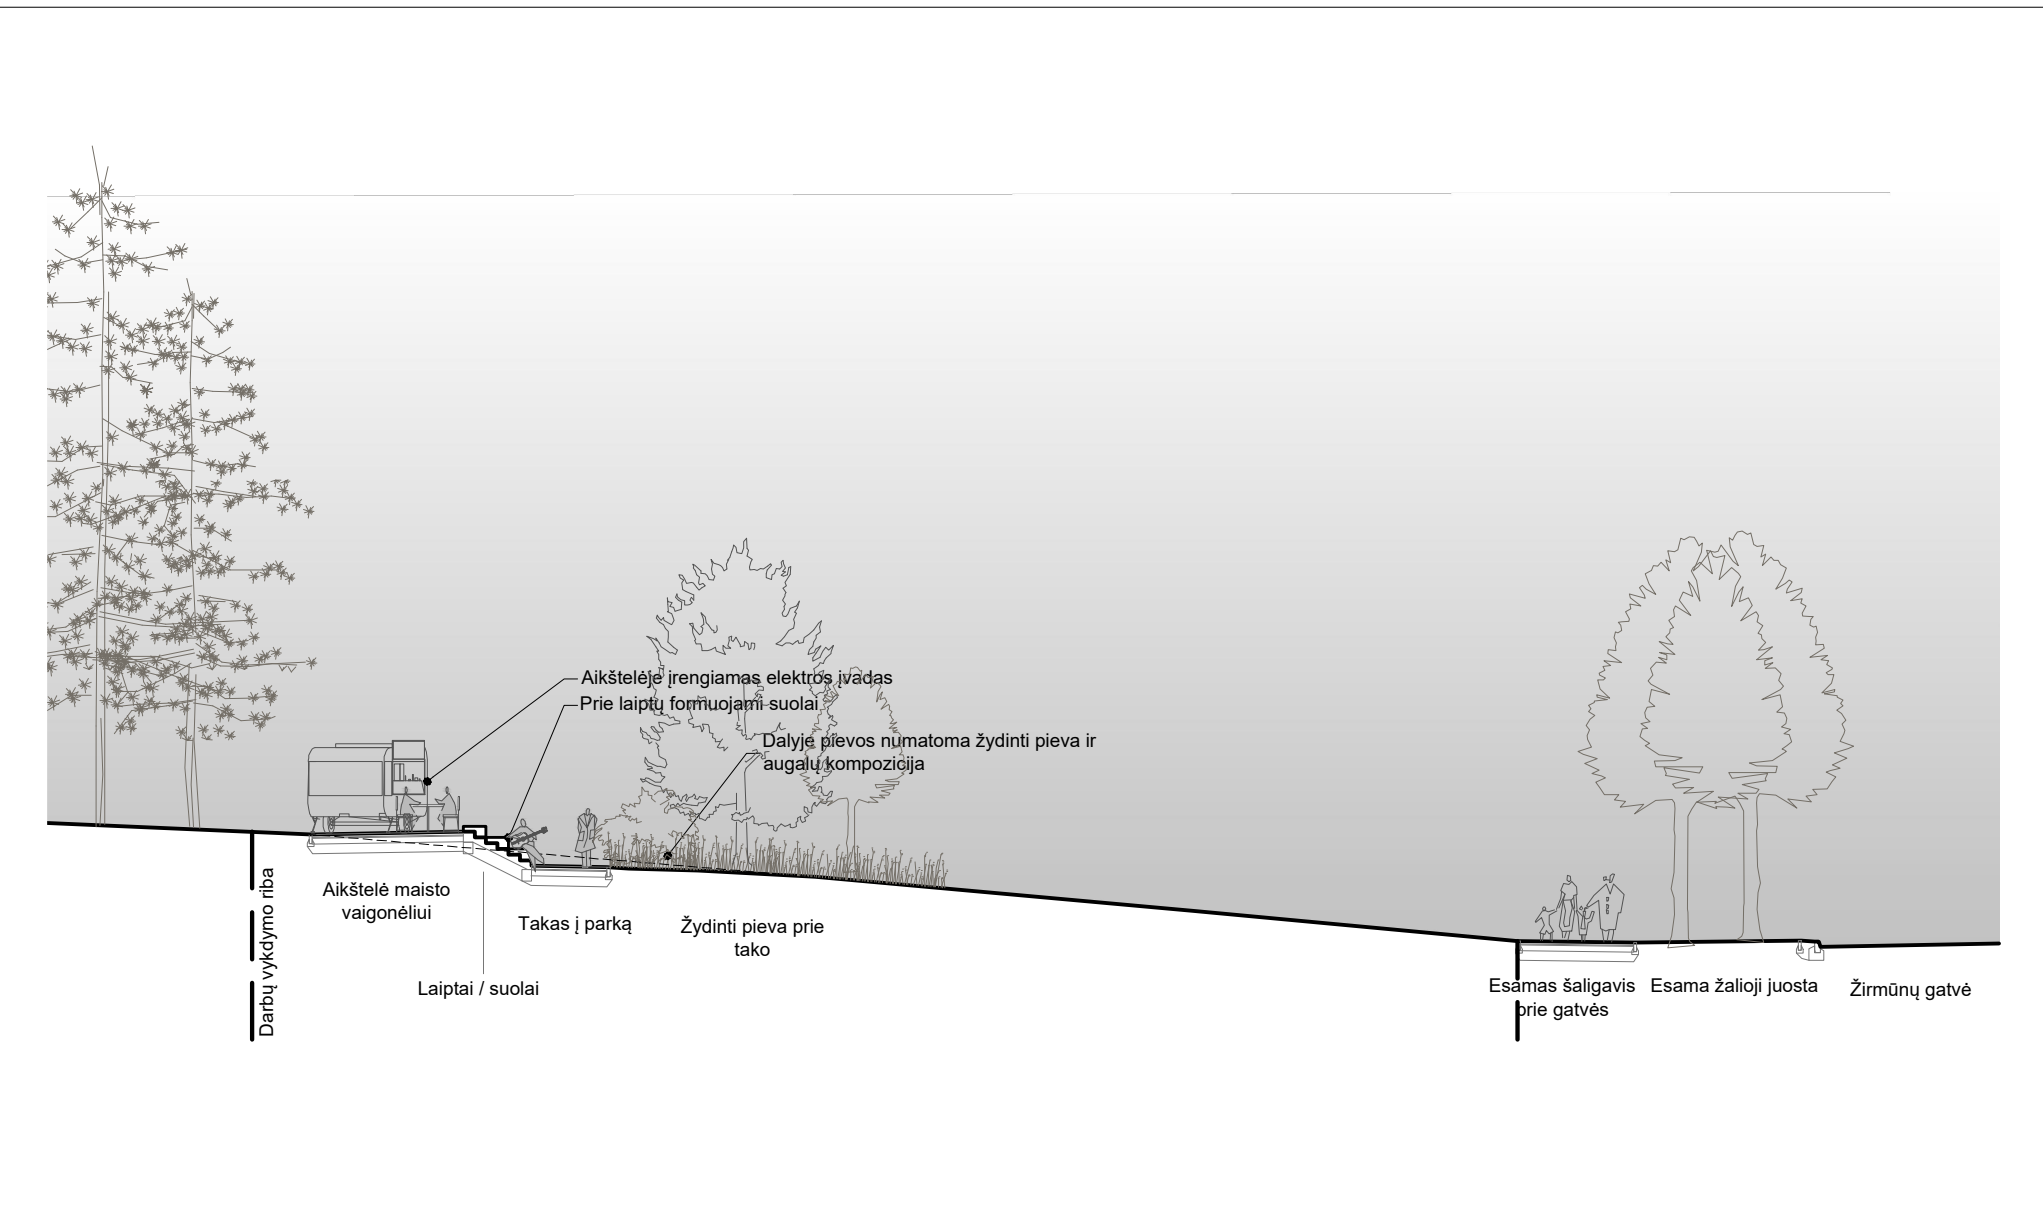 Aikštelėje įrengiamas elektros įvadas
Prie laiptų formuojami suolai
Dalyje pievos numatoma žydinti pieva ir
augalų kompozicija
Darbų vykdymo riba
Aikštelė maisto
vaigonėliui
Takas į parką
Žydinti pieva prie
tako
Laiptai / suolai
Esamas šaligavis
prie gatvės
Esama žalioji juosta
Žirmūnų gatvė